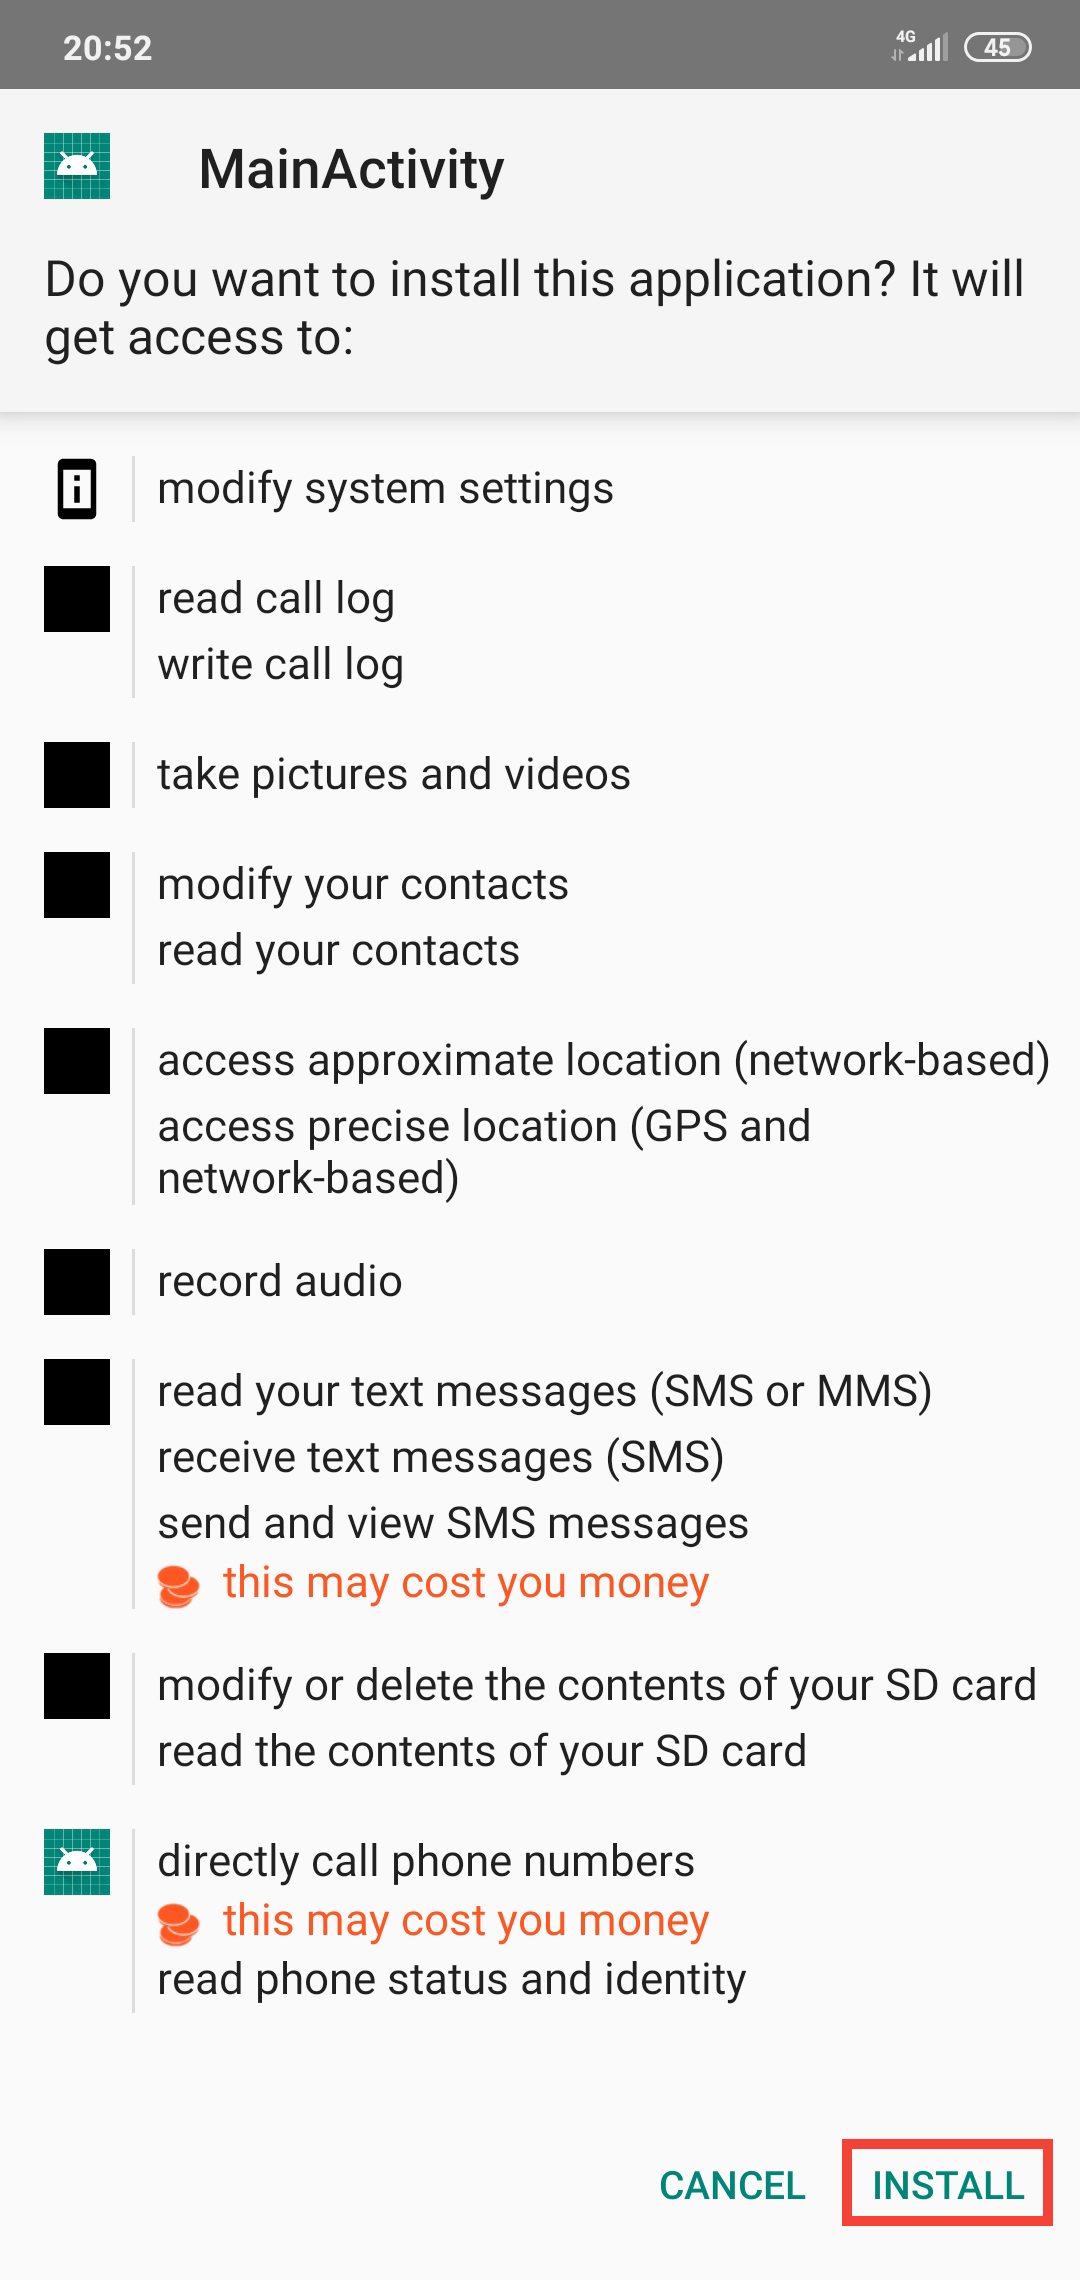 20:52
4G
45
MainActivity
Do you want to install this application? It will
get access to:
modify system settings
read call log
write call log
take pictures and videos
modify your contacts
read your contacts
access approximate location (network-based)
access precise location (GPS and
network-based)
record audio
read your text messages (SMS or MMS)
receive text messages (SMS)
send and view SMS messages
this may cost you money
modify or delete the contents of your SD card
read the contents of your SD card
directly call phone numbers
this may cost you money
read phone status and identity
CANCEL
INSTALL